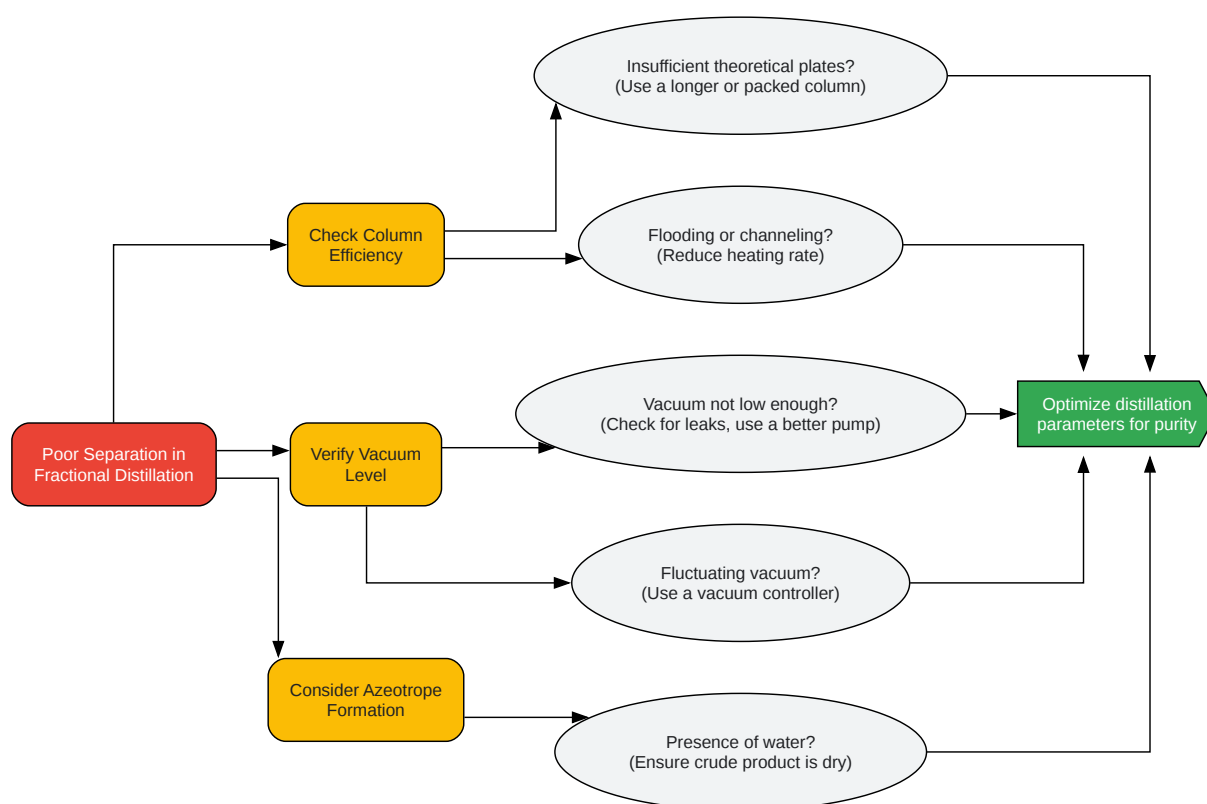 Insufficient theoretical plates?
(Use a longer or packed column)
Check Column
Efficiency
Flooding or channeling?
(Reduce heating rate)
Vacuum not low enough?
(Check for leaks, use a better pump)
Optimize distillation
parameters for purity
Poor Separation in
Fractional Distillation
Verify Vacuum
Level
Fluctuating vacuum?
(Use a vacuum controller)
Consider Azeotrope
Formation
Presence of water?
(Ensure crude product is dry)